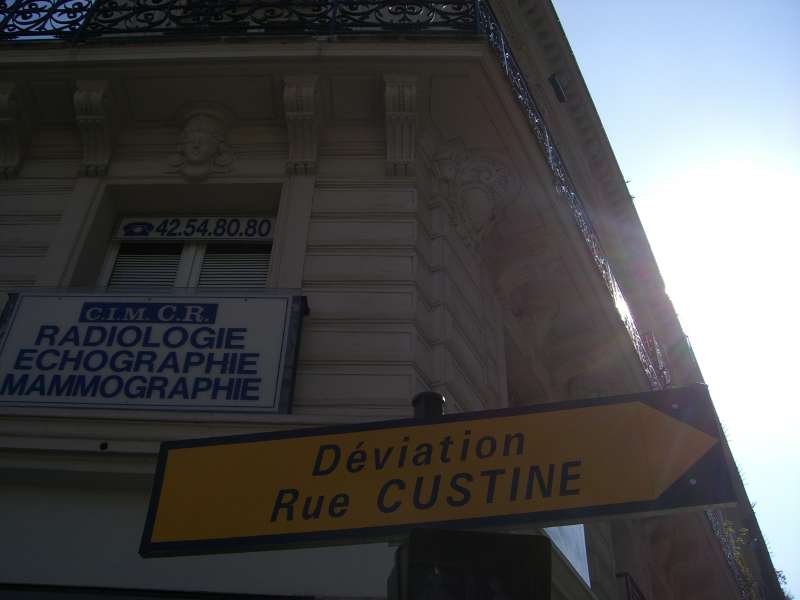 42.54.80.80
C.I.M.C.R.
RADIOLOGIE
ECHOGRAPHIE
MAMMOGRAPHIE
Déviation
Rue CUSTINE